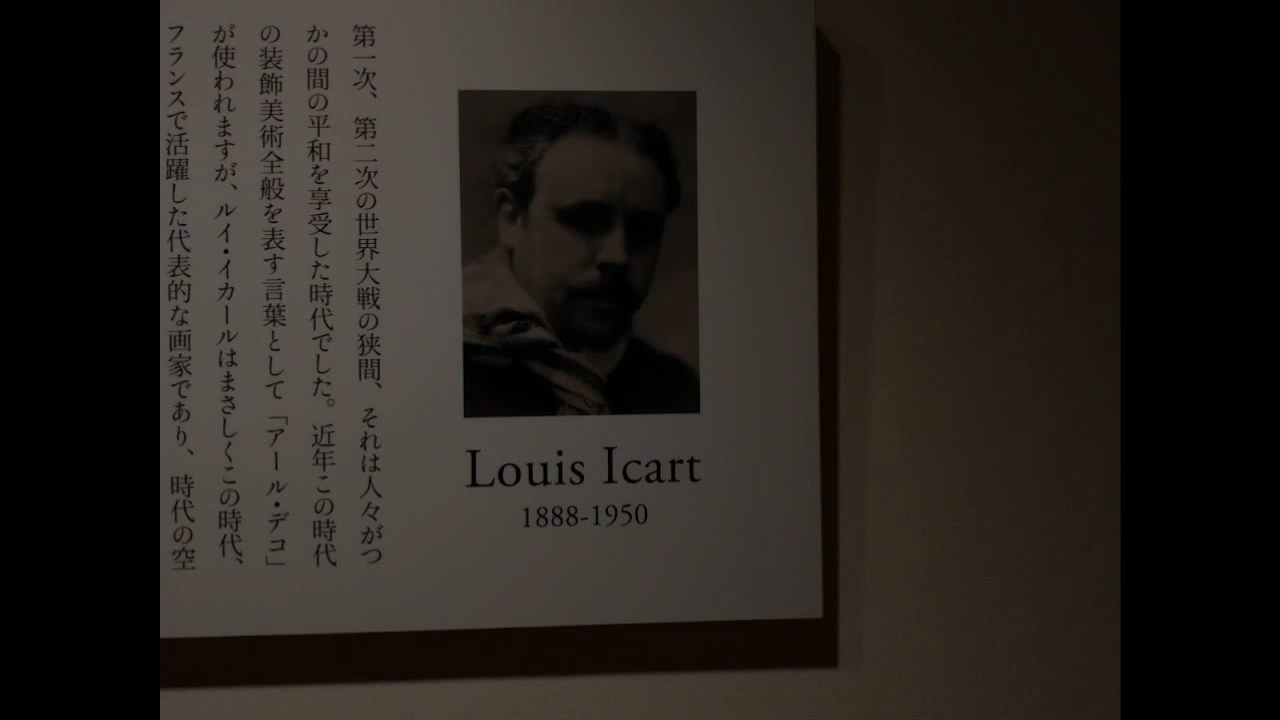 第一次、第二次の世界大戦の狭間、それは人々がつ
かの間の平和を享受した時代でした。近年この時代
の装飾美術全般を表す言葉として「アール・デコ」
が使われますが、ルイ・イカールはまさしくこの時代、
フランスで活躍した代表的な画家であり、時代の空
Louis Icart
1888-1950